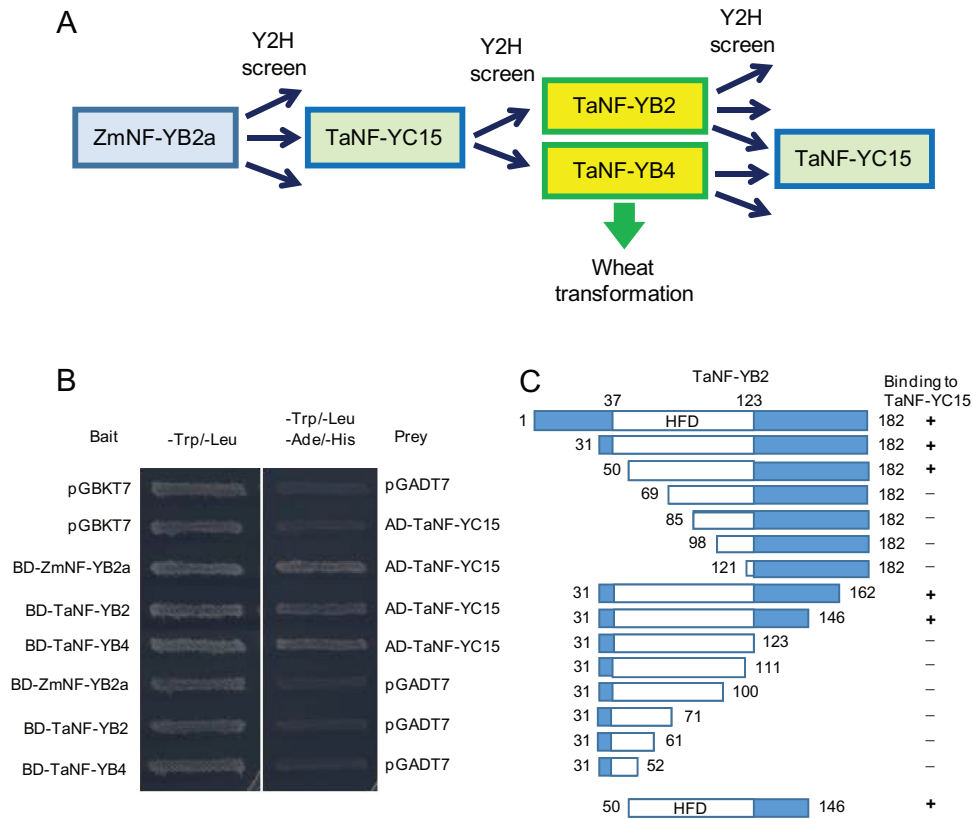 A
Y2H
screen
Y2H
screen
Y2H
screen
ZmNF-YB2a
TaNF-YC15
TaNF-YB2
TaNF-YB4
TaNF-YC15
Wheat
transformation
B
Bait
-Trp/-Leu
-Trp/-Leu
-Ade/-His
Prey
pGBKT7
pGADT7
pGBKT7
AD-TaNF-YC15
BD-ZmNF-YB2a
AD-TaNF-YC15
BD-TaNF-YB2
AD-TaNF-YC15
BD-TaNF-YB4
AD-TaNF-YC15
BD-ZmNF-YB2a
pGADT7
BD-TaNF-YB2
pGADT7
BD-TaNF-YB4
pGADT7
C
TaNF-YB2
Binding to
TaNF-YC15
37 123
1 HFD 182 +
31 182 +
50 182 +
69 182 –
85 182 –
98 182 –
121 182 –
31 162 +
31 146 +
31 123 –
31 111 –
31 100 –
31 71 –
31 61 –
31 52 –
50 HFD 146 +